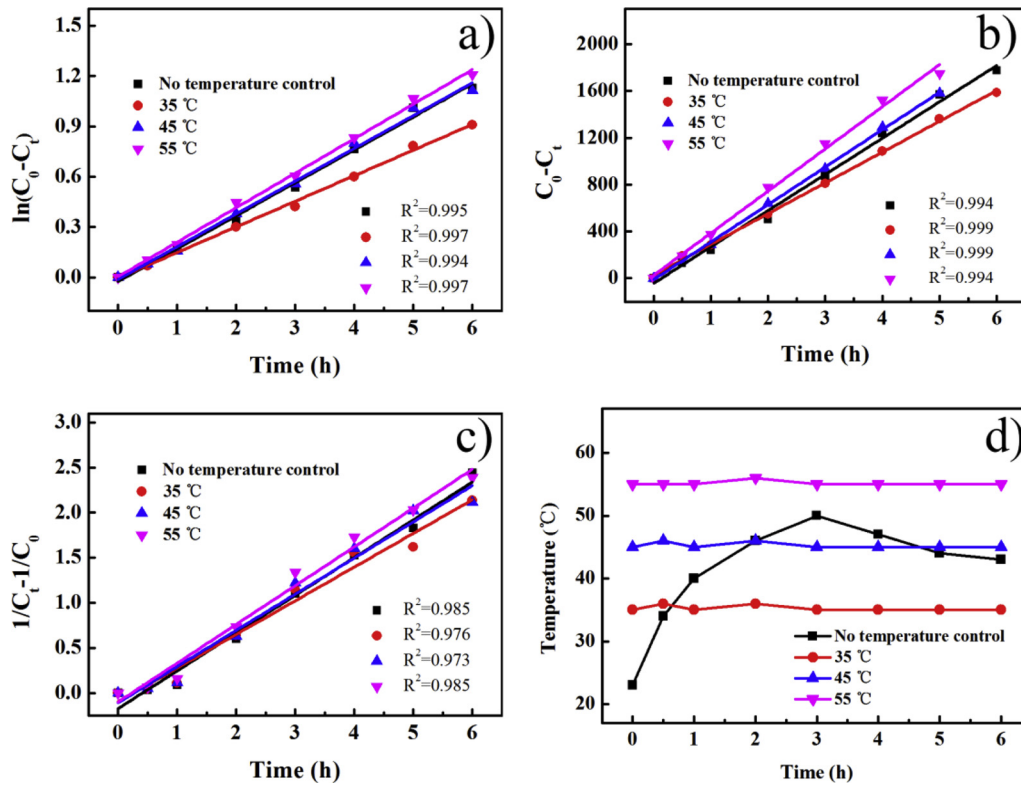 a)
1.5
1.2
0.9
0.6
0.3
0.0
ln(C₀-Cₜ)
No temperature control
35 ℃
45 ℃
55 ℃
R²=0.995
R²=0.997
R²=0.994
R²=0.997
0 1 2 3 4 5 6
Time (h)
b)
2000
1600
1200
800
400
0
C₀-Cₜ
No temperature control
35 ℃
45 ℃
55 ℃
R²=0.994
R²=0.999
R²=0.999
R²=0.994
0 1 2 3 4 5 6
Time (h)
c)
3.0
2.5
2.0
1.5
1.0
0.5
0.0
1/Cₜ-1/C₀
No temperature control
35 ℃
45 ℃
55 ℃
R²=0.985
R²=0.976
R²=0.973
R²=0.985
0 1 2 3 4 5 6
Time (h)
d)
60
50
40
30
20
Temperature (℃)
No temperature control
35 ℃
45 ℃
55 ℃
0 1 2 3 4 5 6
Time (h)